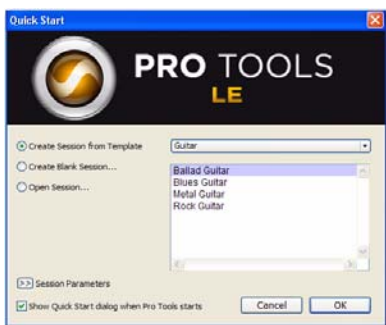 Quick Start
PRO TOOLS
LE
Create Session from Template
Guitar
Create Blank Session...
Open Session...
Ballad Guitar
Blues Guitar
Metal Guitar
Rock Guitar
>> Session Parameters
Show Quick Start dialog when Pro Tools starts
Cancel
OK